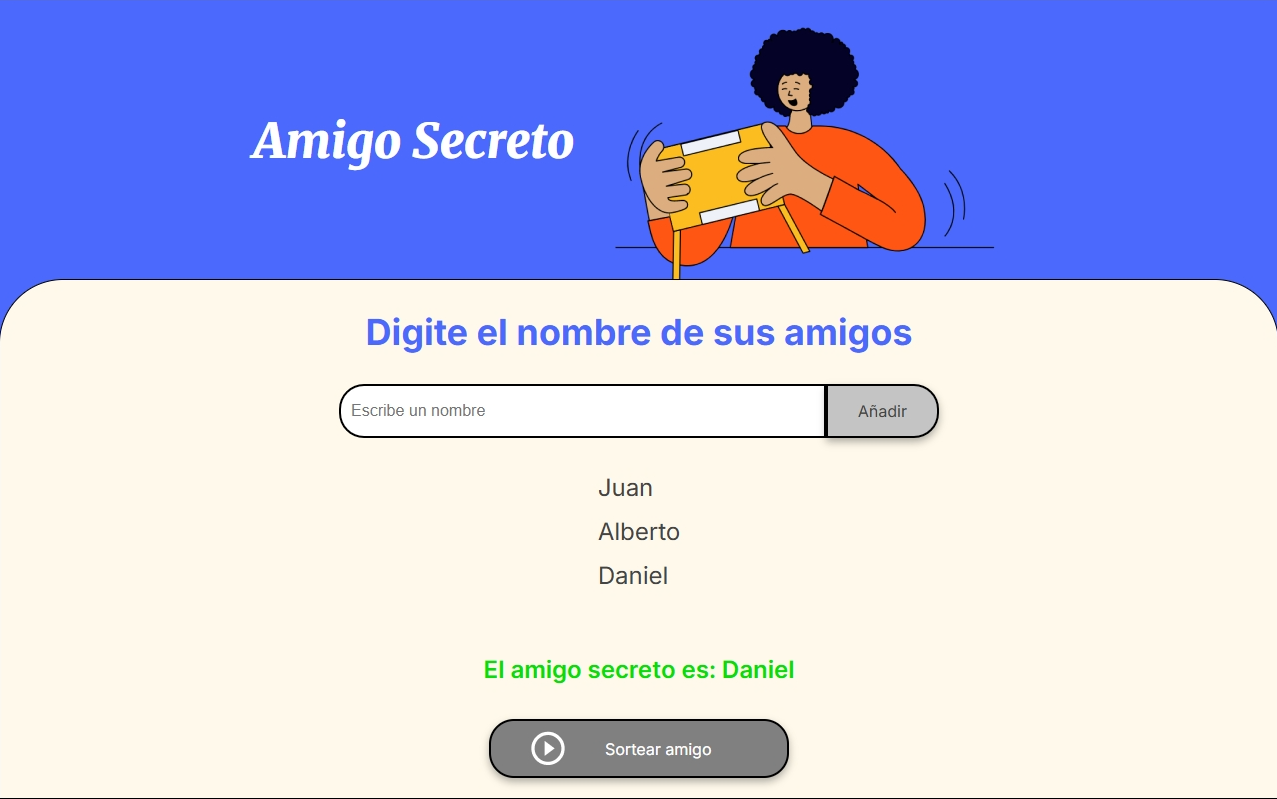 Amigo Secreto
Digite el nombre de sus amigos
Escribe un nombre
Añadir
Juan
Alberto
Daniel
El amigo secreto es: Daniel
Sortear amigo